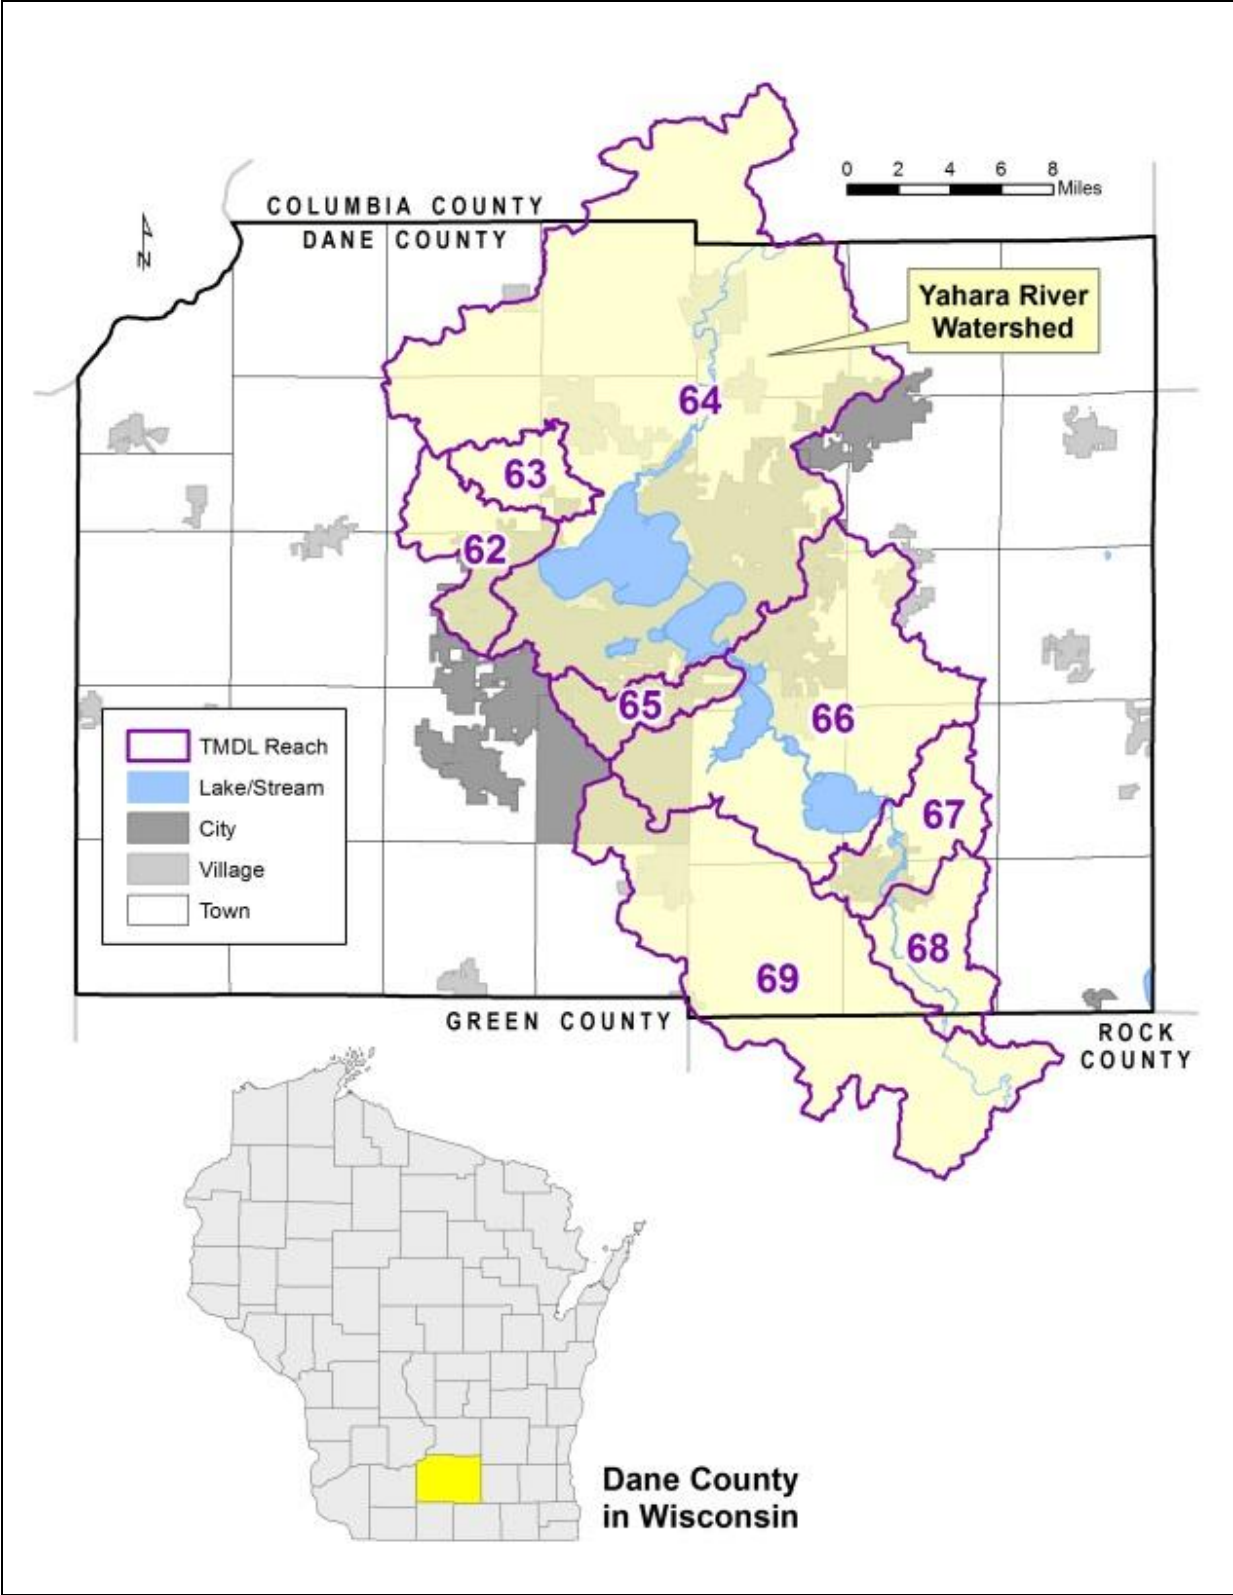 0 2 4 6 8
Miles
COLUMBIA COUNTY
DANE COUNTY
N
Yahara River
Watershed
64
63
62
65
66
67
68
69
TMDL Reach
Lake/Stream
City
Village
Town
GREEN COUNTY
ROCK
COUNTY
Dane County
in Wisconsin